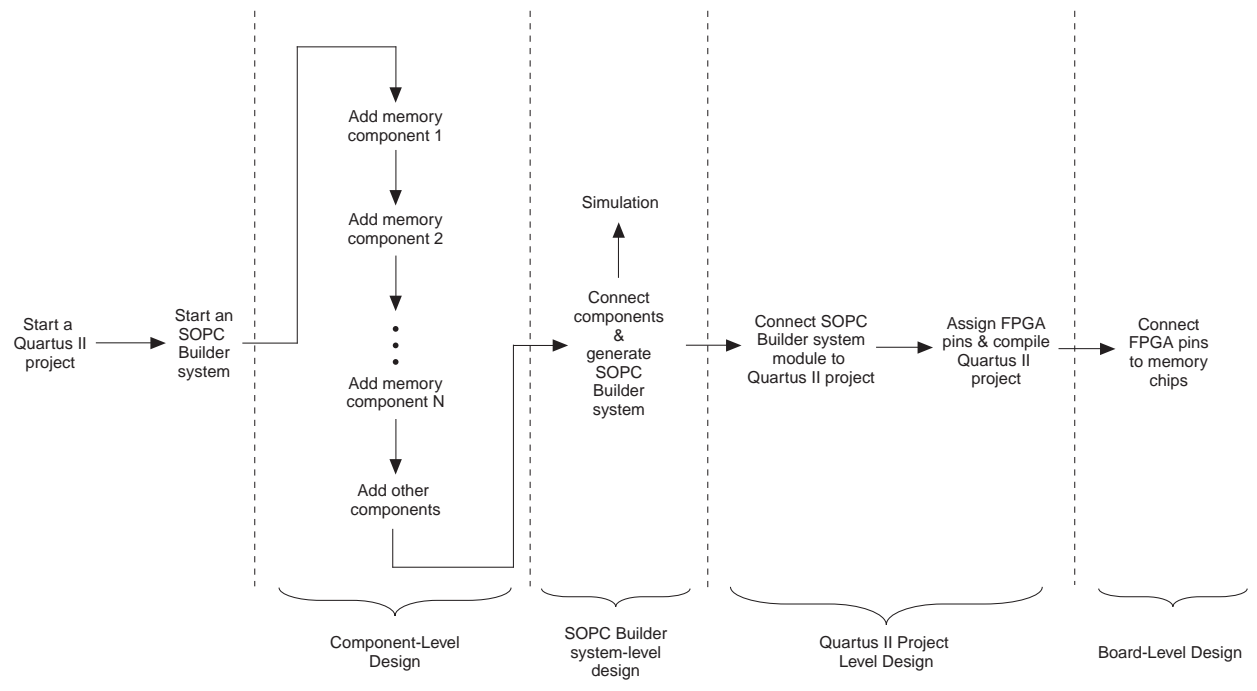 Start a
Quartus II
project
Start an
SOPC
Builder
system
Add memory
component 1
Add memory
component 2
Add memory
component N
Add other
components
Simulation
Connect
components
&
generate
SOPC
Builder
system
Connect SOPC
Builder system
module to
Quartus II project
Assign FPGA
pins & compile
Quartus II
project
Connect
FPGA pins
to memory
chips
Component-Level
Design
SOPC Builder
system-level
design
Quartus II Project
Level Design
Board-Level Design